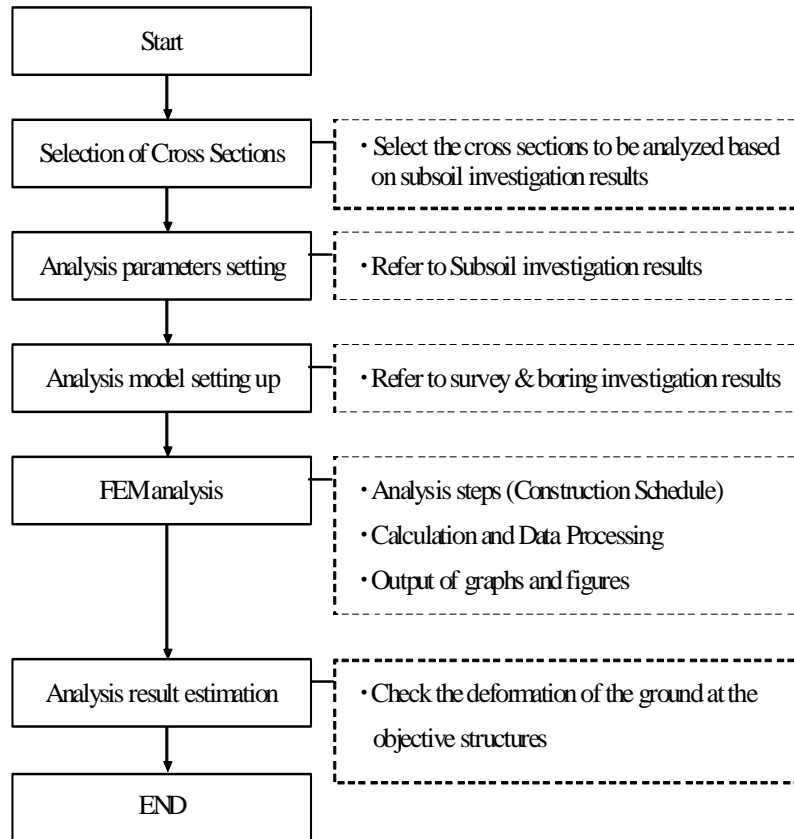 Start
Selection of Cross Sections
・Select the cross sections to be analyzed based
on subsoil investigation results
Analysis parameters setting
・Refer to Subsoil investigation results
Analysis model setting up
・Refer to survey & boring investigation results
FEM analysis
・Analysis steps (Construction Schedule)
・Calculation and Data Processing
・Output of graphs and figures
Analysis result estimation
・Check the deformation of the ground at the
objective structures
END